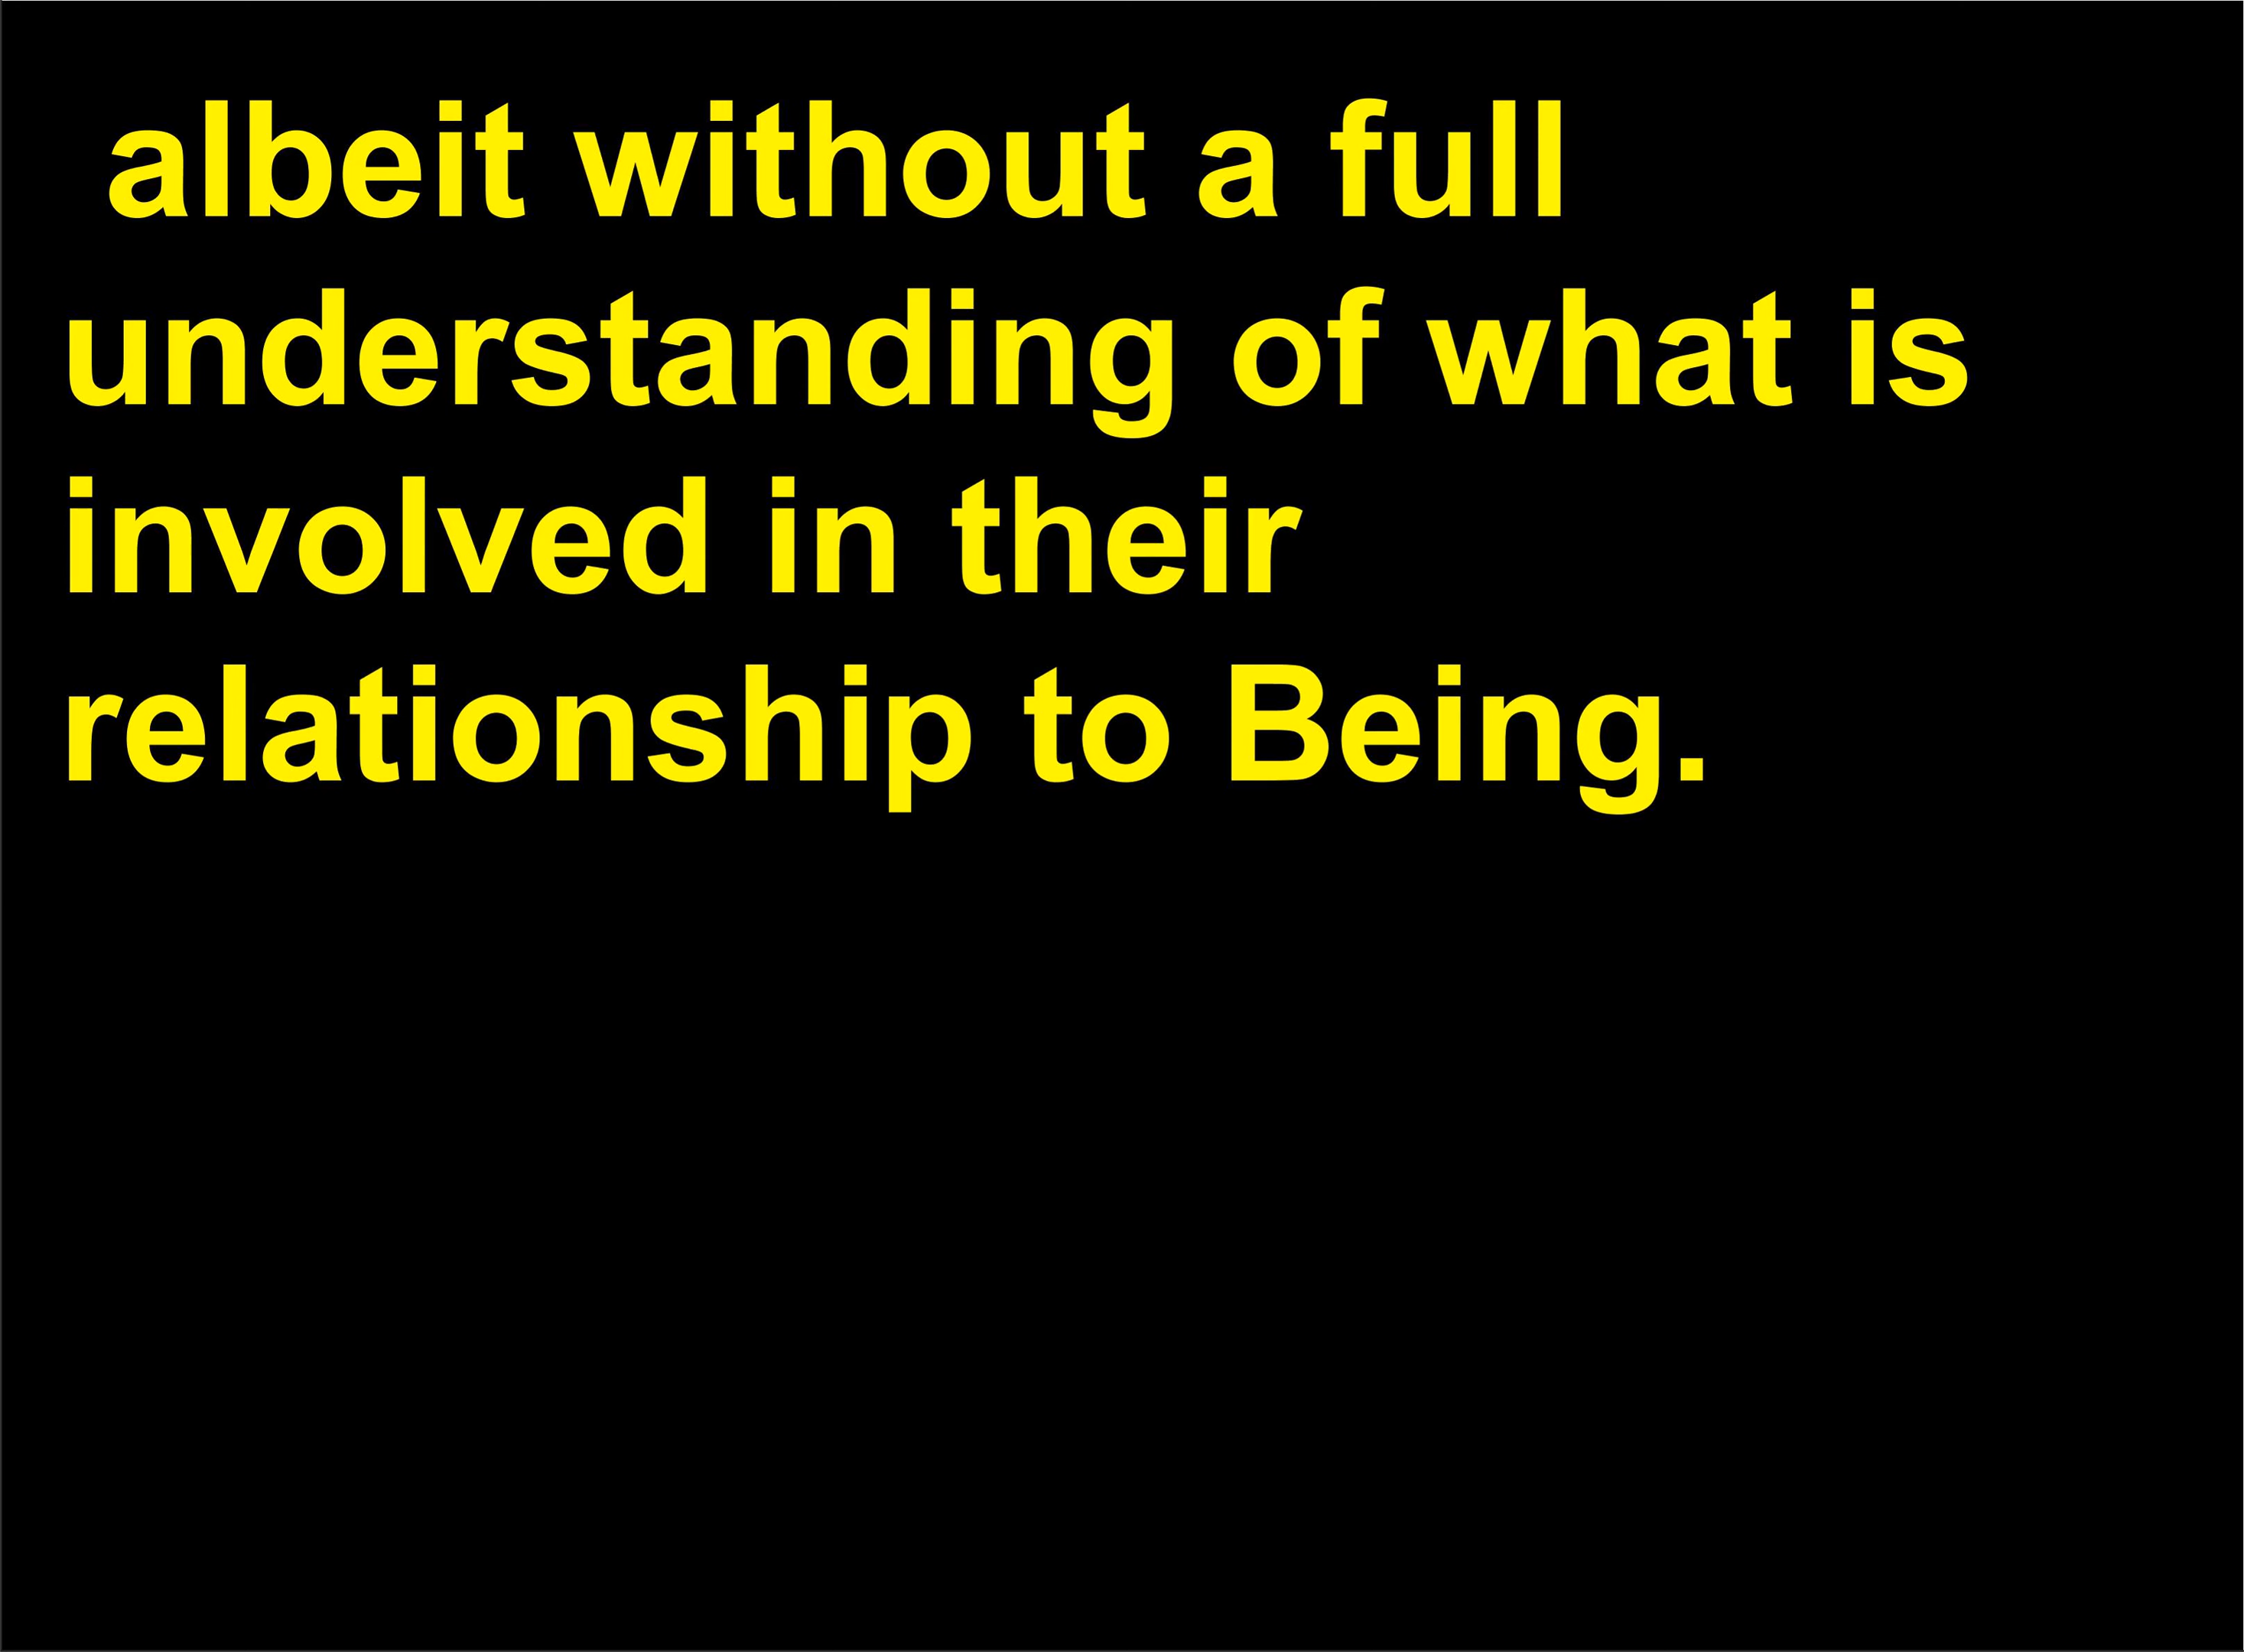 albeit without a full
understanding of what is
involved in their
relationship to Being.